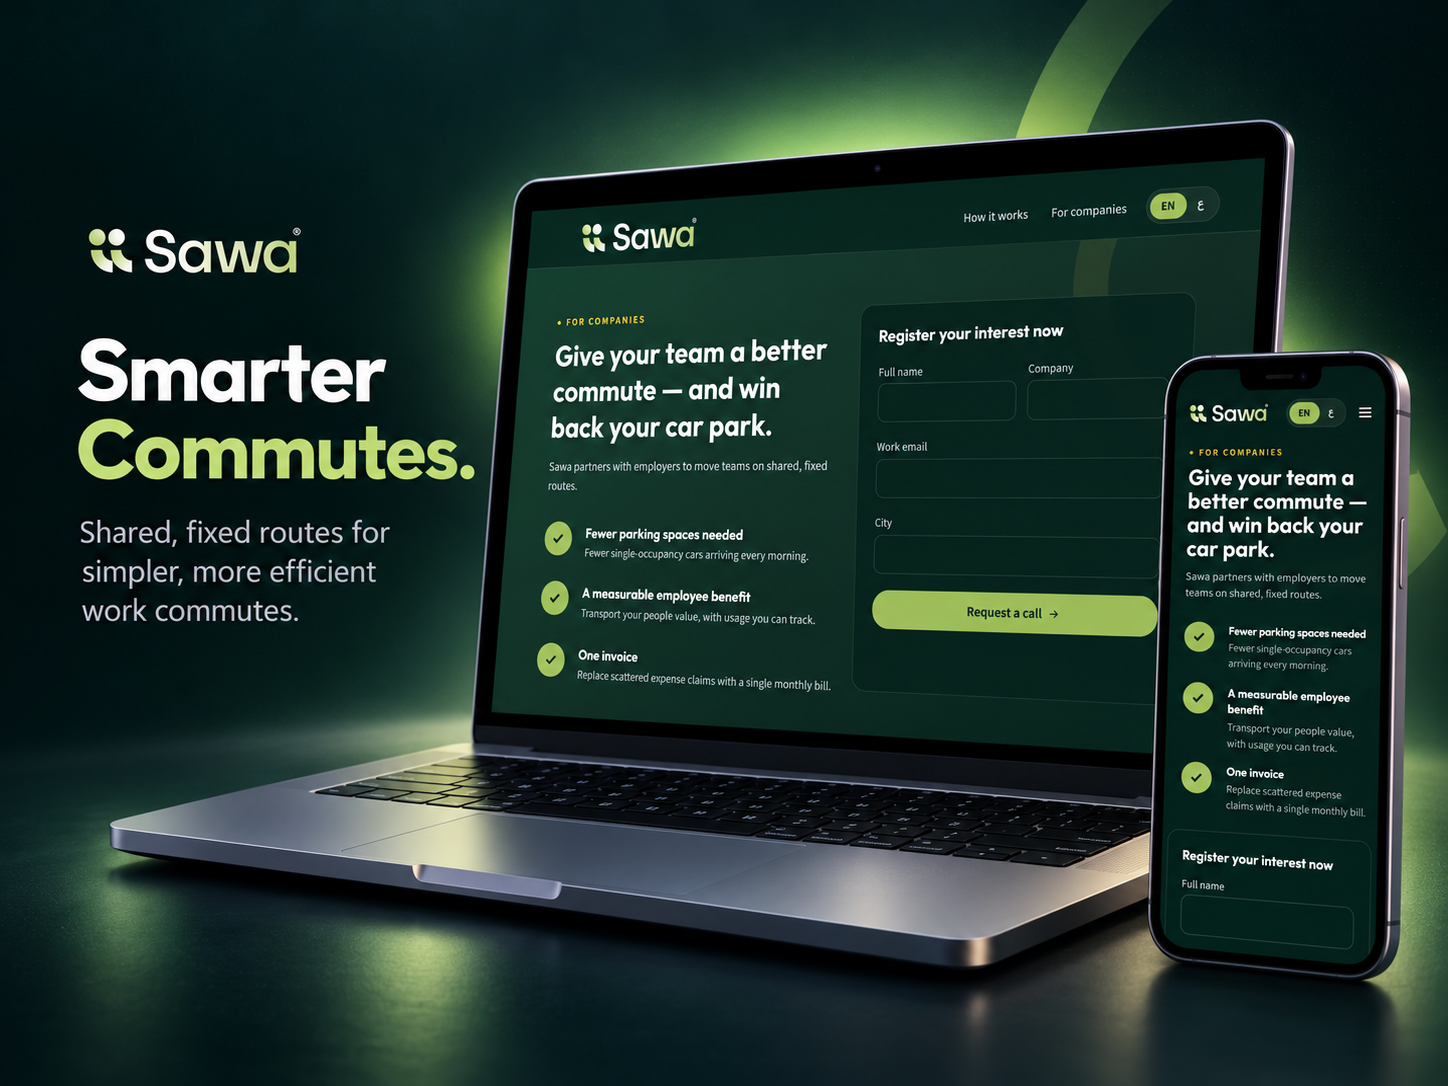 Sawa®
Smarter
Commutes.
Shared, fixed routes for
simpler, more efficient
work commutes.
Sawa®
How it works
For companies
EN
ع
• FOR COMPANIES
Give your team a better
commute — and win
back your car park.
Sawa partners with employers to move teams on shared, fixed
routes.
Fewer parking spaces needed
Fewer single-occupancy cars arriving every morning.
A measurable employee benefit
Transport your people value, with usage you can track.
One invoice
Replace scattered expense claims with a single monthly bill.
Register your interest now
Full name
Company
Work email
City
Request a call →
Sawa®
EN
ع
• FOR COMPANIES
Give your team a
better commute —
and win back your
car park.
Sawa partners with employers to move
teams on shared, fixed routes.
Fewer parking spaces needed
Fewer single-occupancy cars
arriving every morning.
A measurable employee
benefit
Transport your people value,
with usage you can track.
One invoice
Replace scattered expense
claims with a single monthly bill.
Register your interest now
Full name